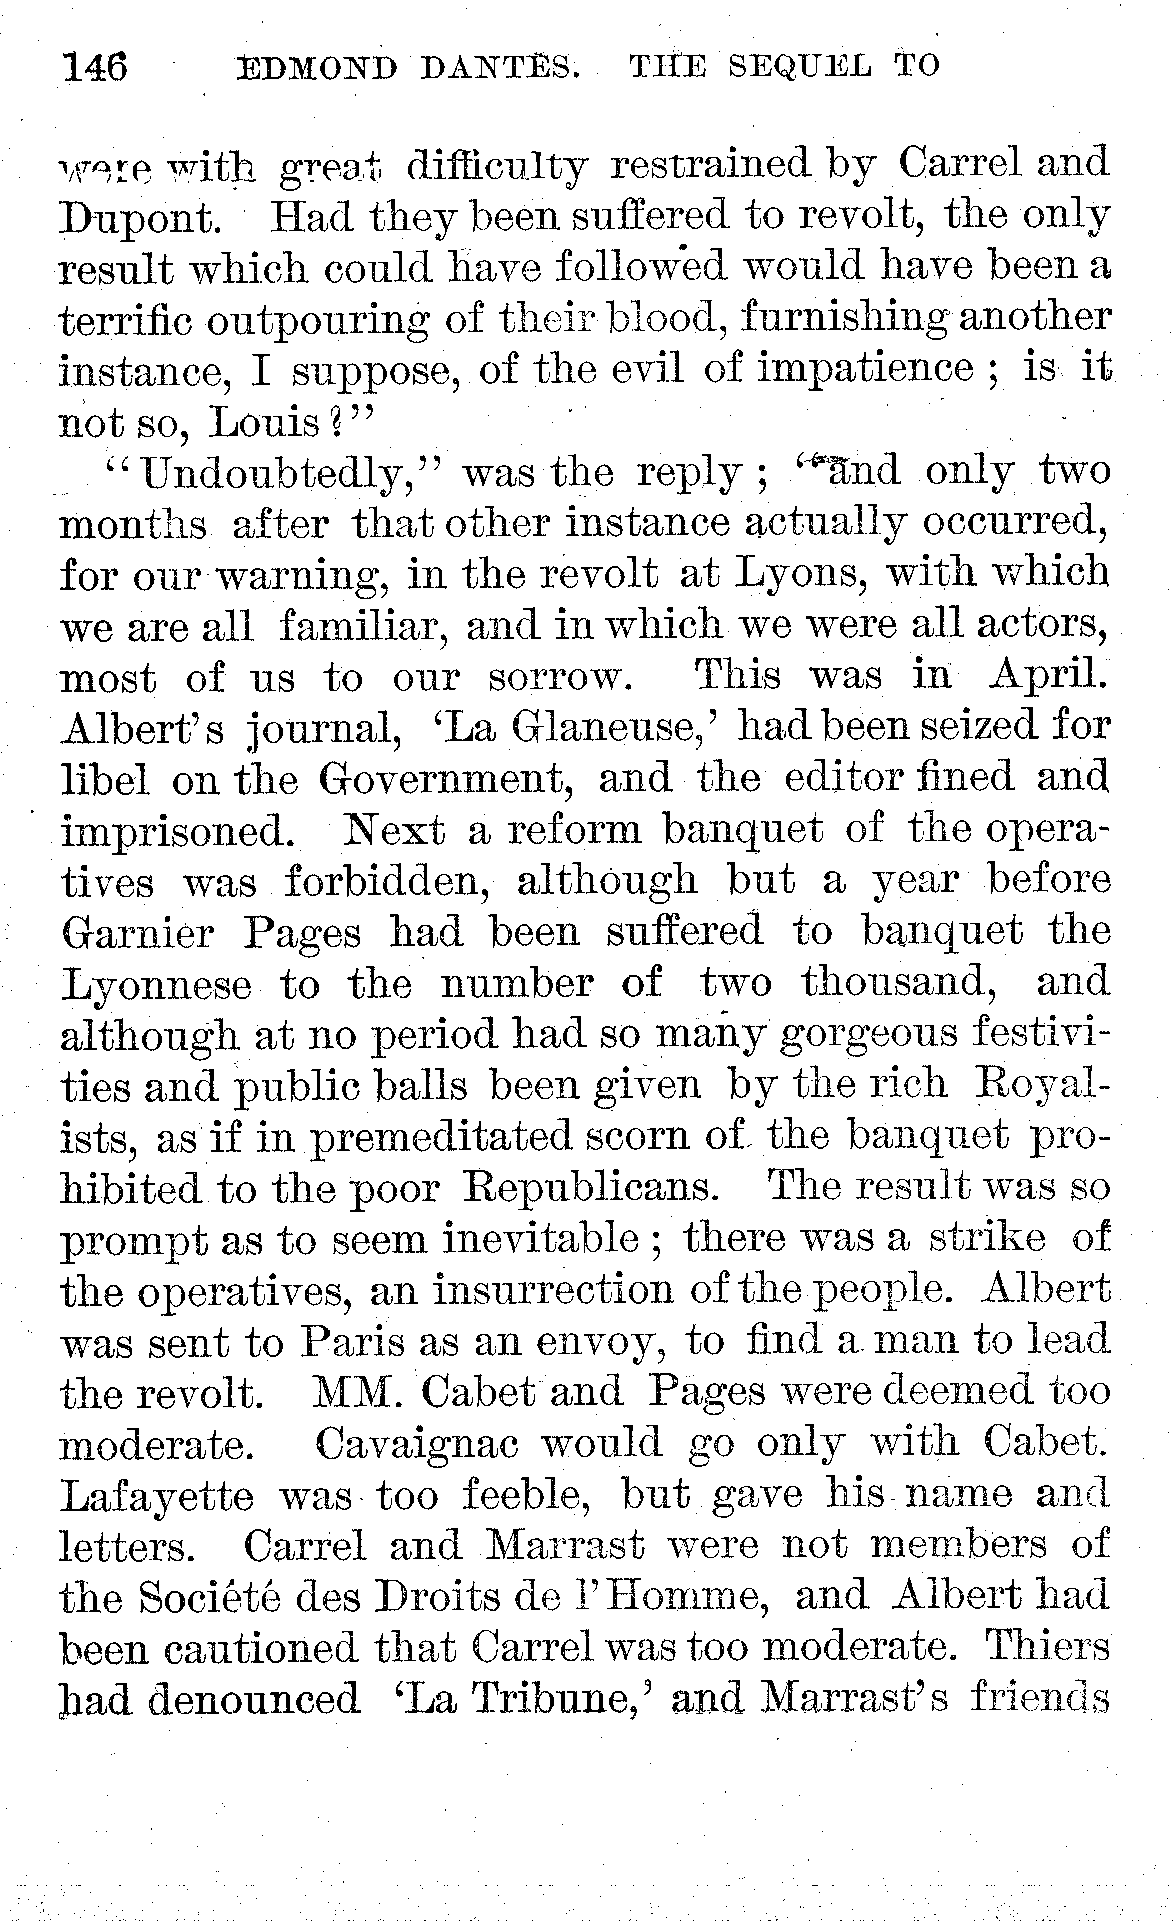 146 EDMOND DANTÈS. THE SEQUEL TO
were with great difficulty restrained by Carrel and
Dupont. Had they been suffered to revolt, the only
result which could have followed would have been a
terrific outpouring of their blood, furnishing another
instance, I suppose, of the evil of impatience ; is it
not so, Louis ?"
"Undoubtedly," was the reply ; "and only two
months after that other instance actually occurred,
for our warning, in the revolt at Lyons, with which
we are all familiar, and in which we were all actors,
most of us to our sorrow. This was in April.
Albert's journal, 'La Glaneuse,' had been seized for
libel on the Government, and the editor fined and
imprisoned. Next a reform banquet of the opera-
tives was forbidden, although but a year before
Garnier Pages had been suffered to banquet the
Lyonnese to the number of two thousand, and
although at no period had so many gorgeous festivi-
ties and public balls been given by the rich Royal-
ists, as if in premeditated scorn of the banquet pro-
hibited to the poor Republicans. The result was so
prompt as to seem inevitable ; there was a strike of
the operatives, an insurrection of the people. Albert
was sent to Paris as an envoy, to find a man to lead
the revolt. MM. Cabet and Pages were deemed too
moderate. Cavaignac would go only with Cabet.
Lafayette was too feeble, but gave his name and
letters. Carrel and Marrast were not members of
the Société des Droits de l'Homme, and Albert had
been cautioned that Carrel was too moderate. Thiers
had denounced 'La Tribune,' and Marrast's friends